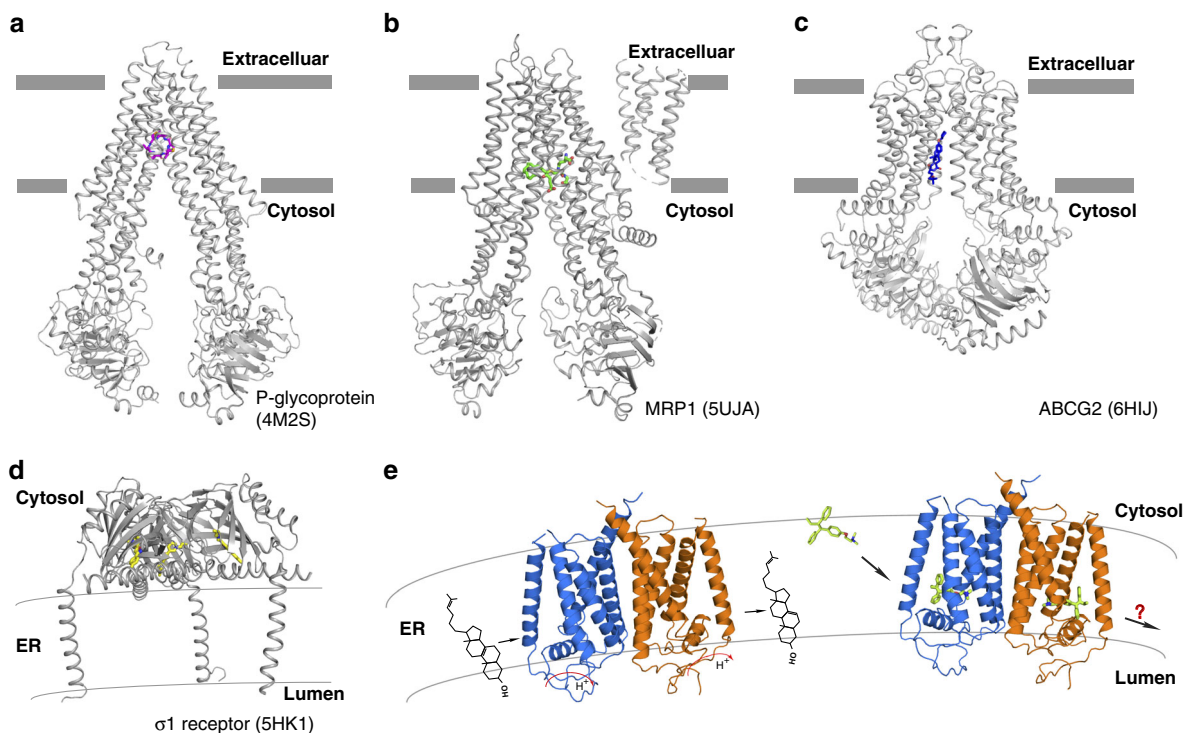 a
Extracelluar
Cytosol
P-glycoprotein
(4M2S)
b
Extracelluar
Cytosol
MRP1 (5UJA)
c
Extracelluar
Cytosol
ABCG2 (6HIJ)
d
Cytosol
ER
Lumen
σ1 receptor (5HK1)
e
Cytosol
ER
OH
H+
H+
OH
?
Lumen